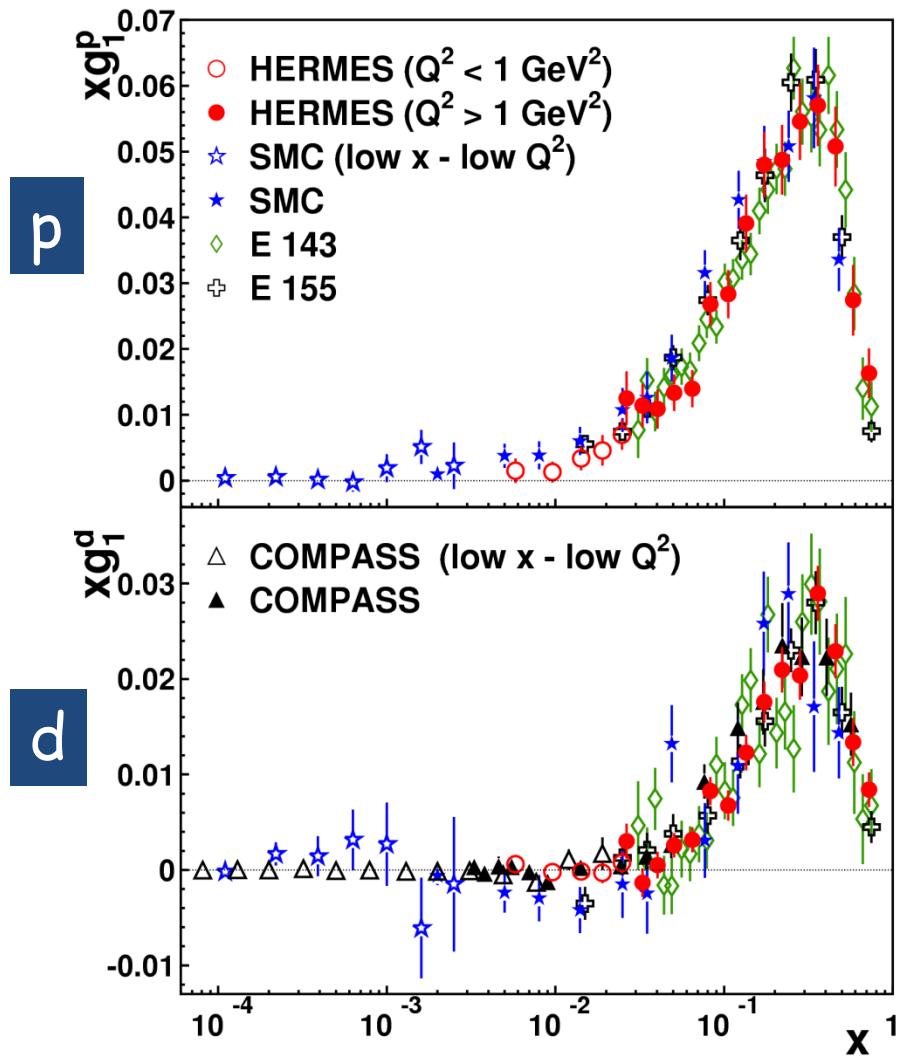 xg₁ᵖ
0.07
0.06
0.05
0.04
0.03
0.02
0.01
0
HERMES (Q² < 1 GeV²)
HERMES (Q² > 1 GeV²)
SMC (low x - low Q²)
SMC
E 143
E 155
p
xg₁ᵈ
0.03
0.02
0.01
0
-0.01
COMPASS (low x - low Q²)
COMPASS
d
10⁻⁴ 10⁻³ 10⁻² 10⁻¹ 1
x